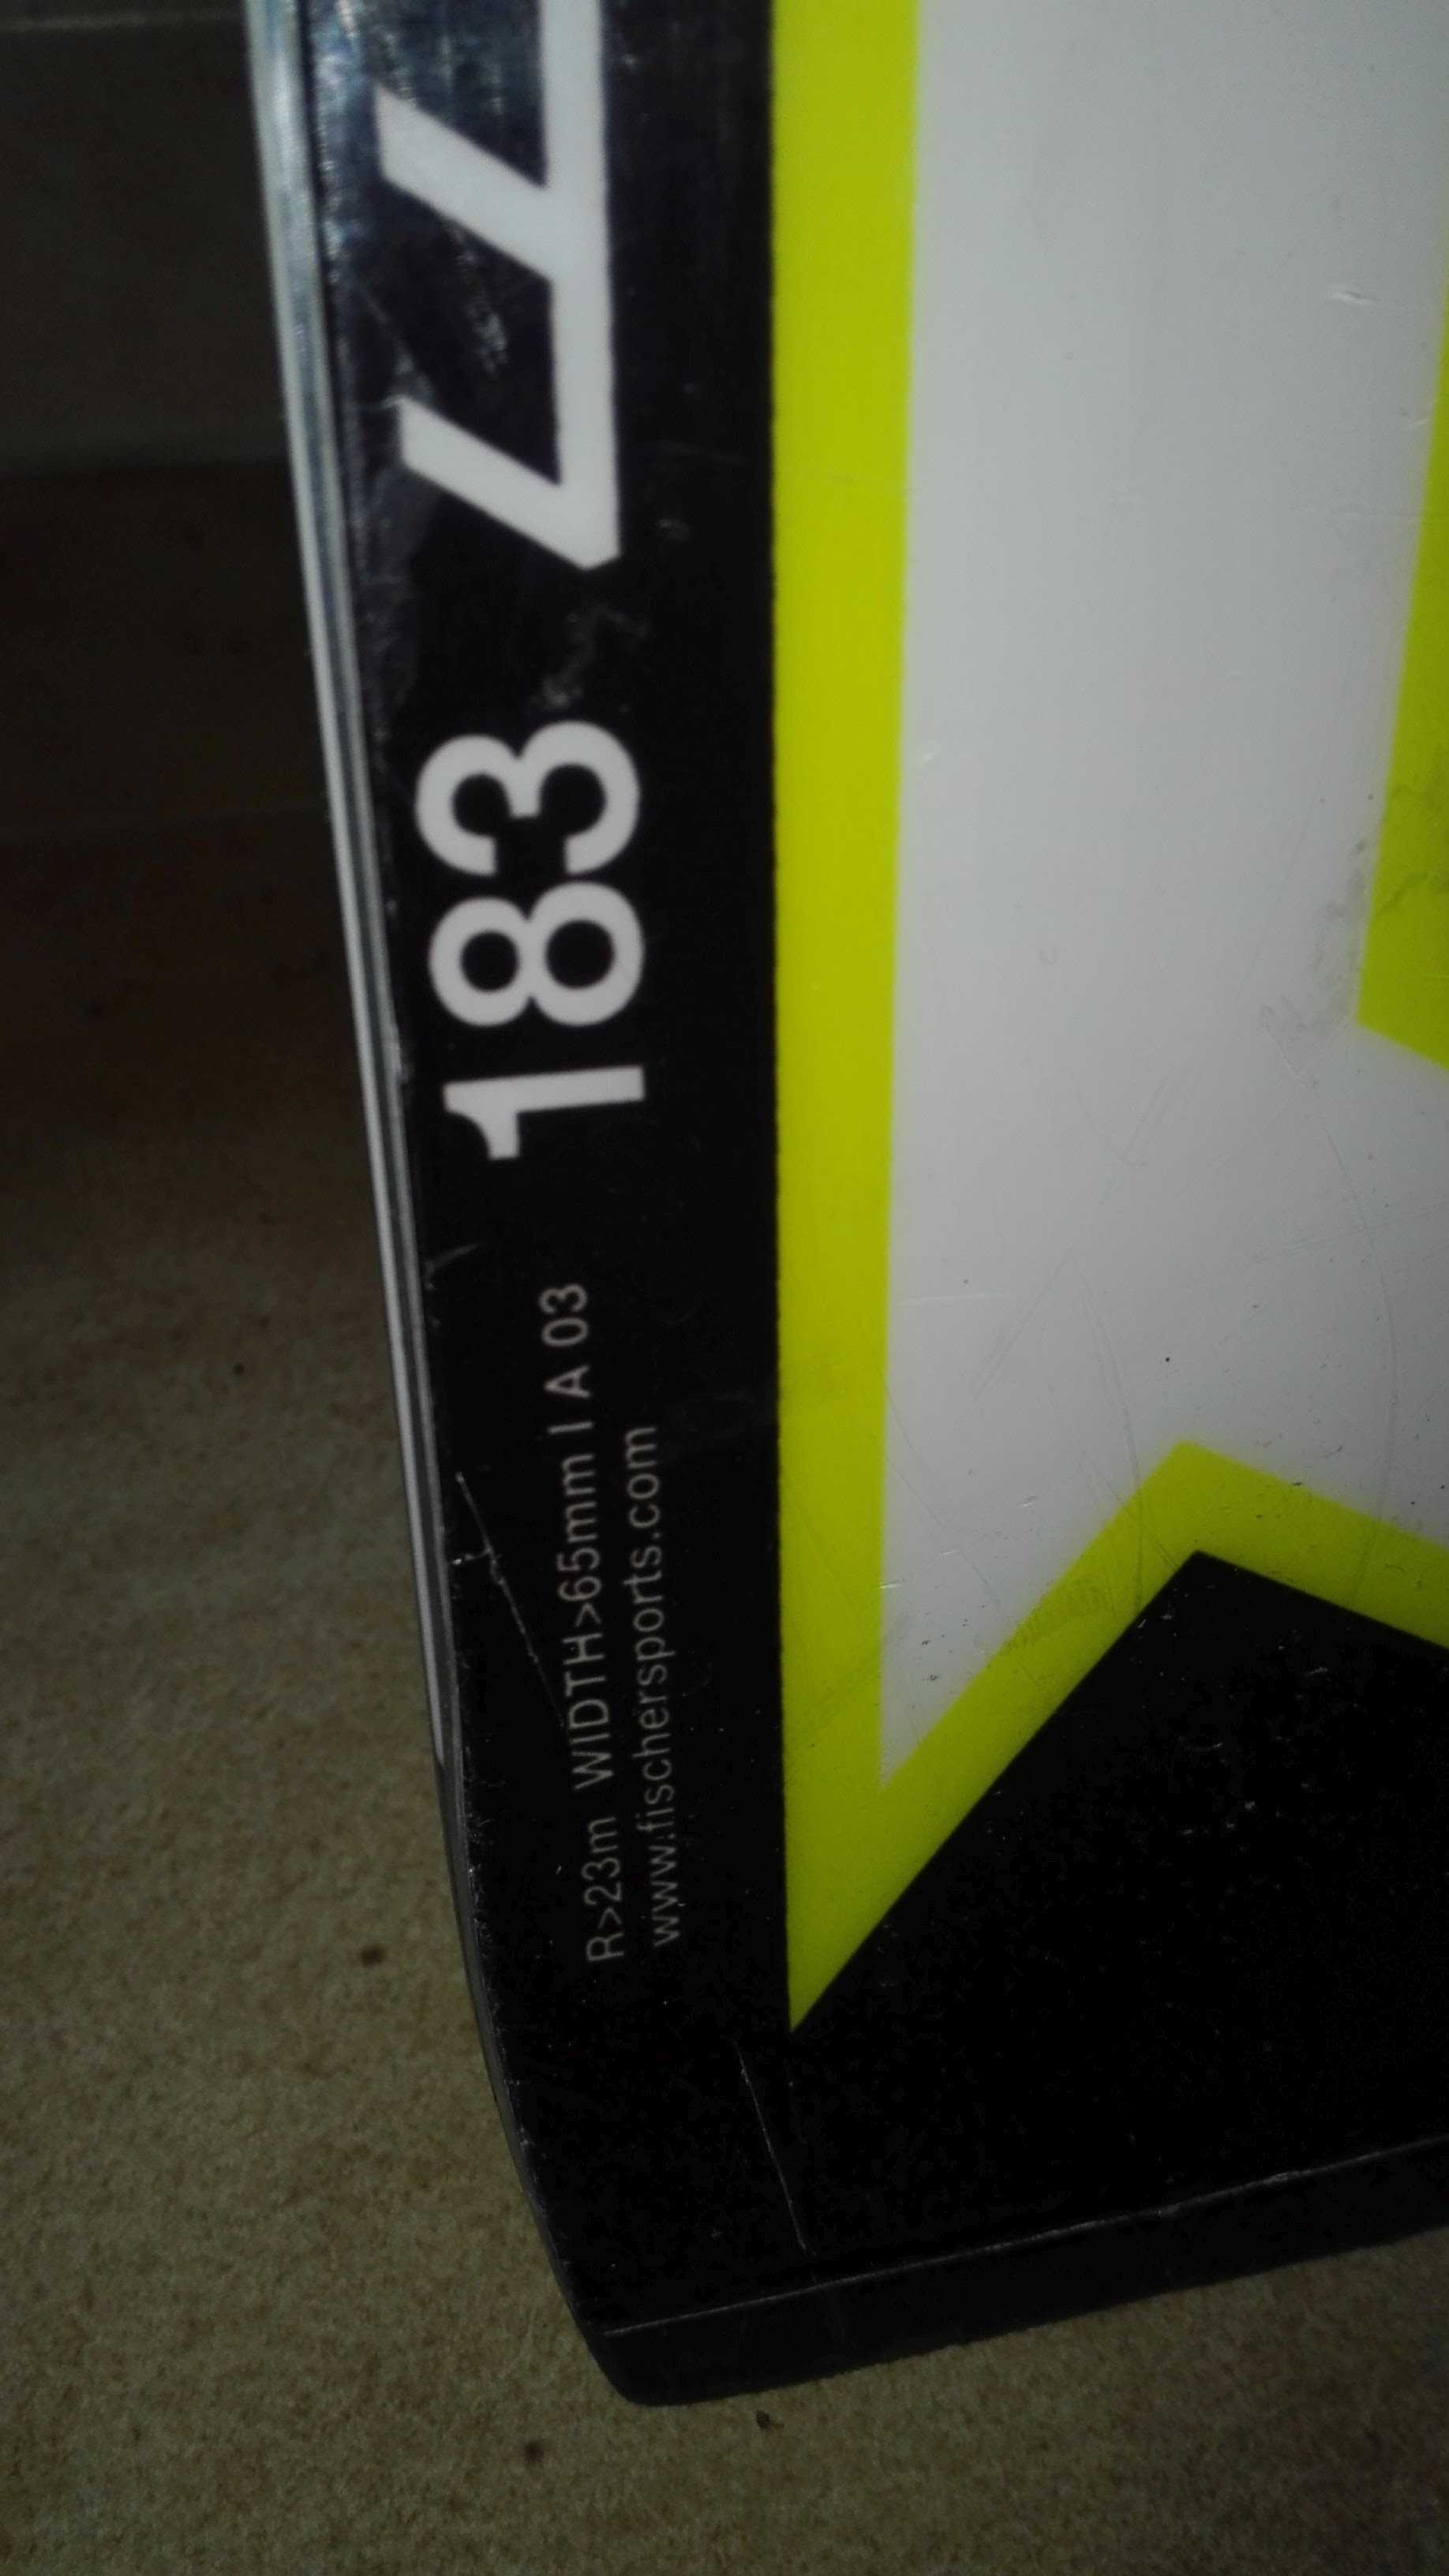 183
R>23m WIDTH>65mm I A 03
www.fischersports.com